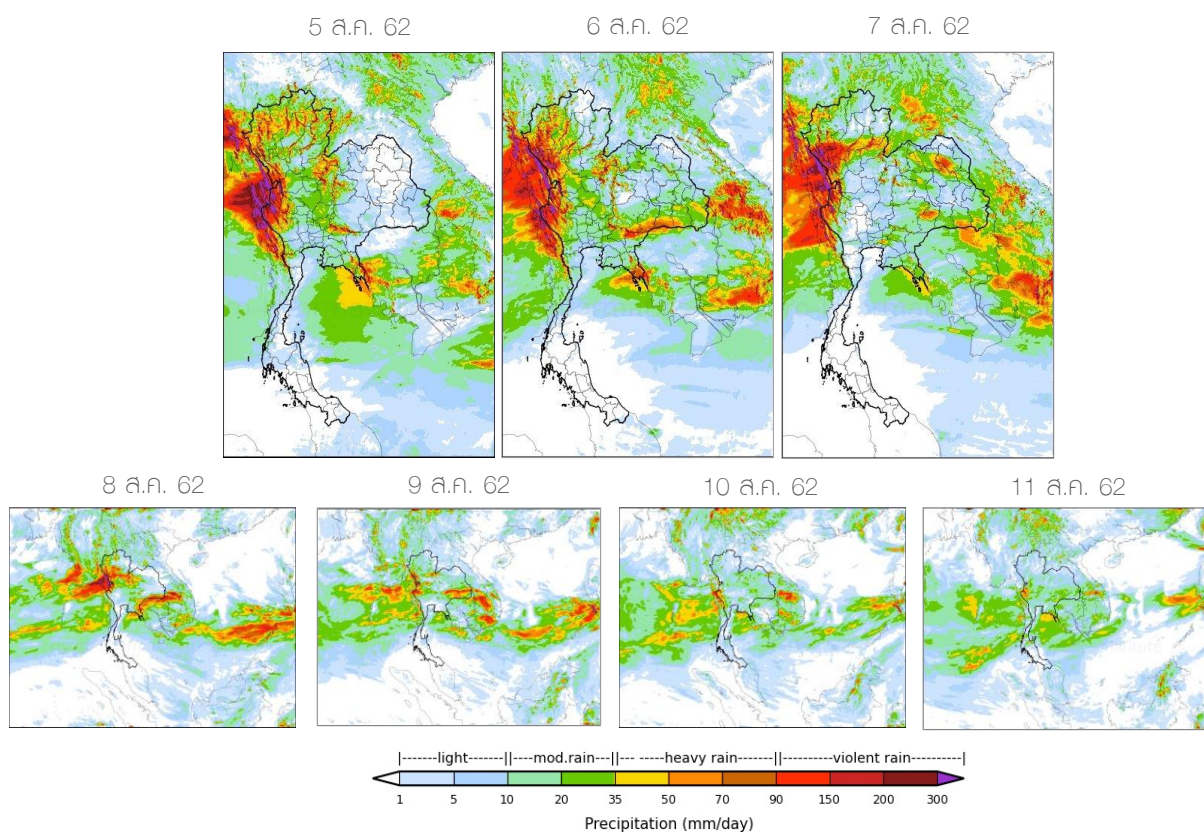 5 ส.ค. 62 6 ส.ค. 62 7 ส.ค. 62
8 ส.ค. 62 9 ส.ค. 62 10 ส.ค. 62 11 ส.ค. 62
|-------light------||----mod.rain---||--- -----heavy rain--------||-----------violent rain-----------|
1 5 10 20 35 50 70 90 150 200 300
Precipitation (mm/day)